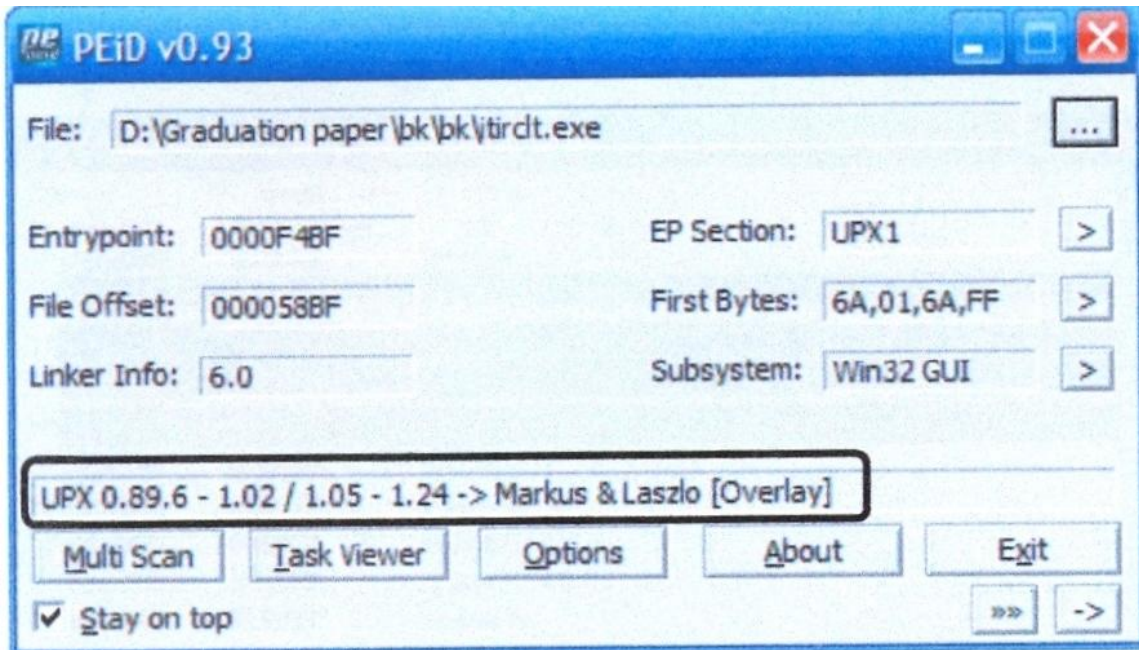 PEiD v0.93
File: D:\Graduation paper\bk\bk\itirclt.exe ...
Entrypoint: 0000F4BF EP Section: UPX1 >
File Offset: 000058BF First Bytes: 6A,01,6A,FF >
Linker Info: 6.0 Subsystem: Win32 GUI >
UPX 0.89.6 - 1.02 / 1.05 - 1.24 -> Markus & Laszlo [Overlay]
Multi Scan Task Viewer Options About Exit
Stay on top »» ->